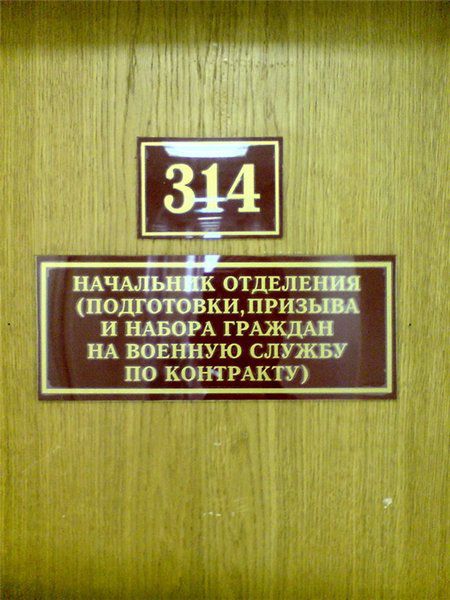 314
НАЧАЛЬНИК ОТДЕЛЕНИЯ
(ПОДГОТОВКИ,ПРИЗЫВА
И НАБОРА ГРАЖДАН
НА ВОЕННУЮ СЛУЖБУ
ПО КОНТРАКТУ)